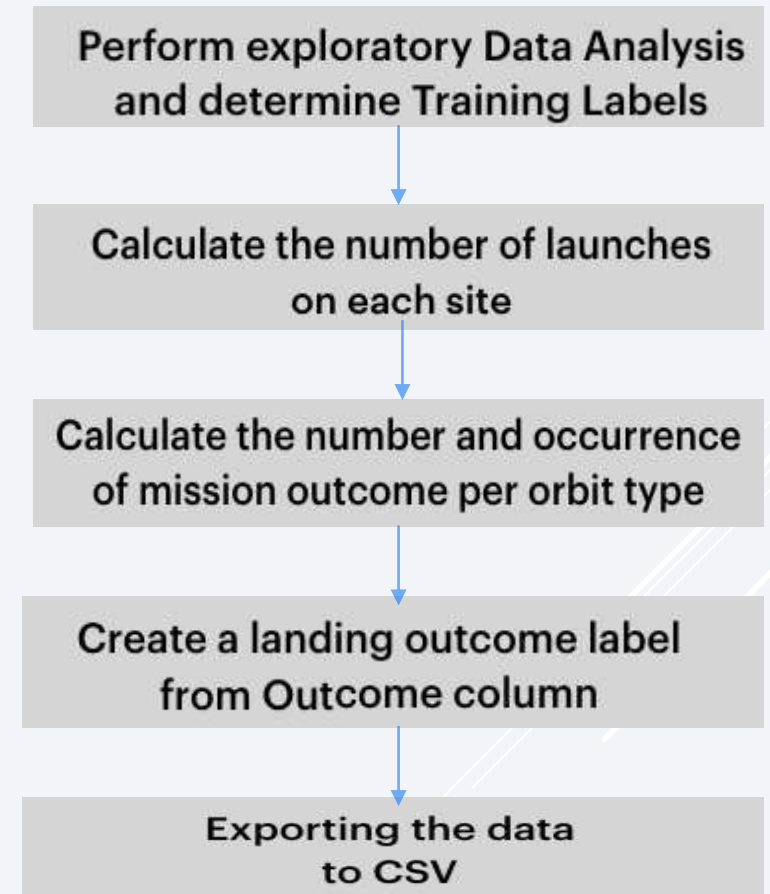 Perform exploratory Data Analysis
and determine Training Labels
Calculate the number of launches
on each site
Calculate the number and occurrence
of mission outcome per orbit type
Create a landing outcome label
from Outcome column
Exporting the data
to CSV